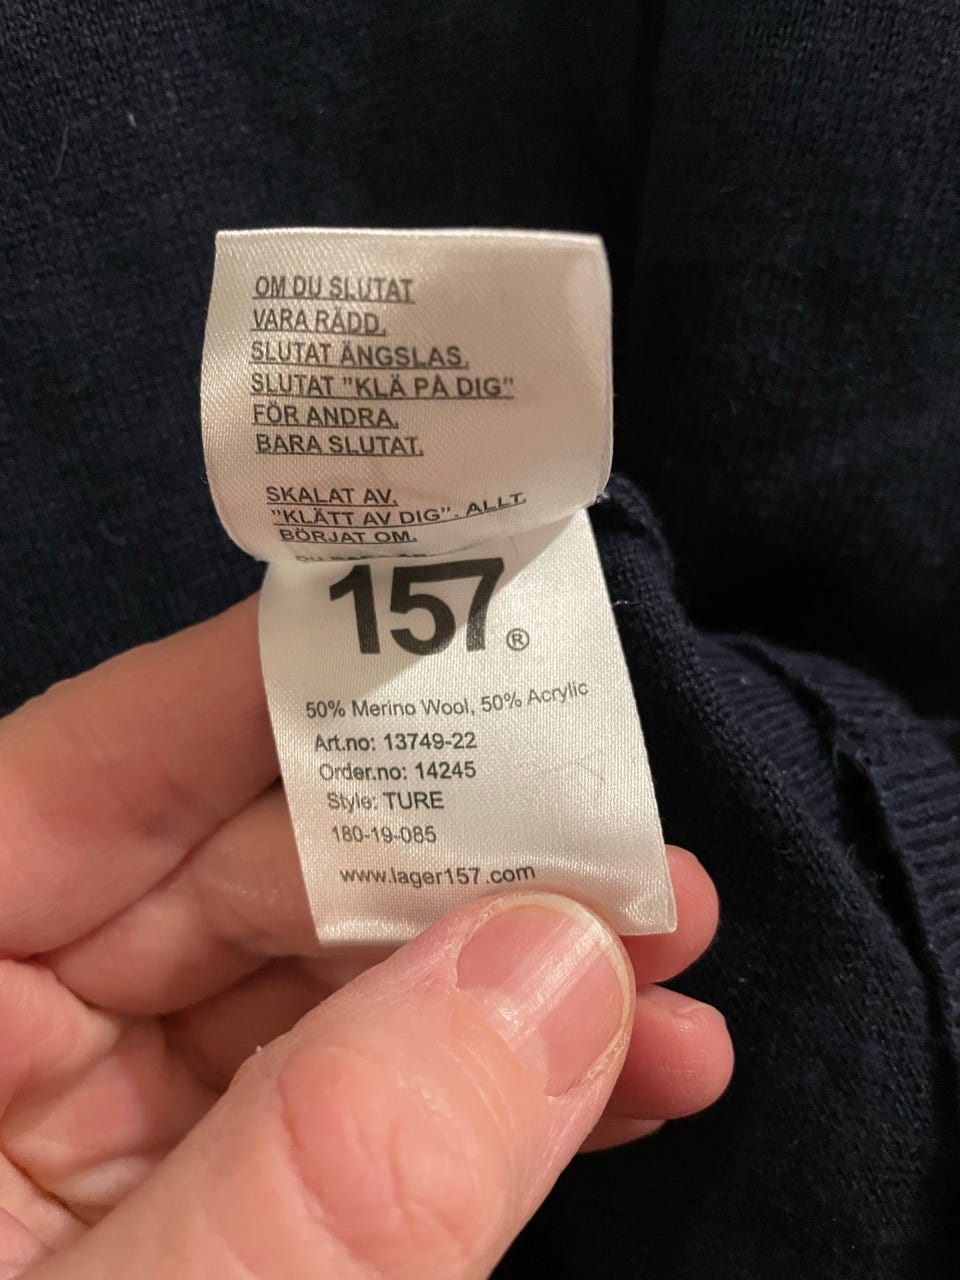 OM DU SLUTAT
VARA RÄDD.
SLUTAT ÄNGSLAS.
SLUTAT "KLÄ PÅ DIG"
FÖR ANDRA.
BARA SLUTAT.
SKALAT AV.
"KLÄTT AV DIG". ALLT.
BÖRJAT OM.
157®
50% Merino Wool, 50% Acrylic
Art.no: 13749-22
Order.no: 14245
Style: TURE
180-19-085
www.lager157.com